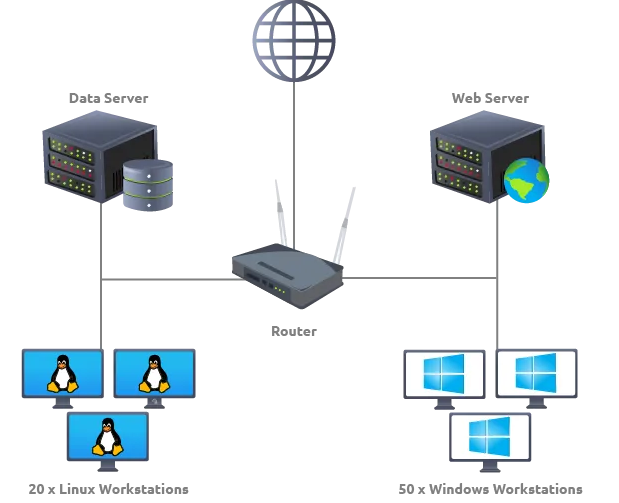 Data Server
Web Server
Router
20 x Linux Workstations
50 x Windows Workstations